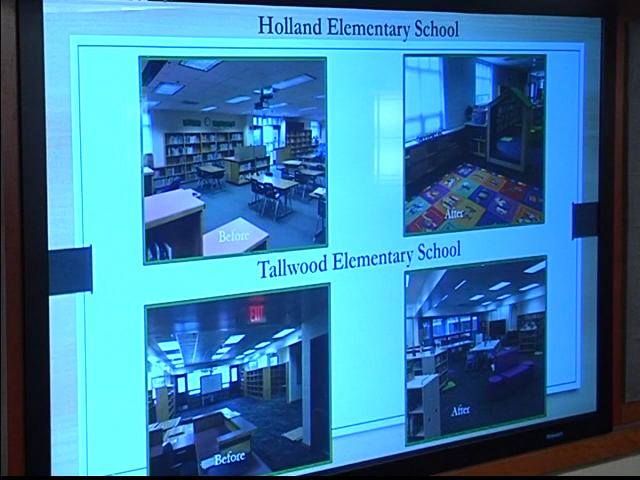 Holland Elementary School
Before
After
Tallwood Elementary School
EXIT
Before
After